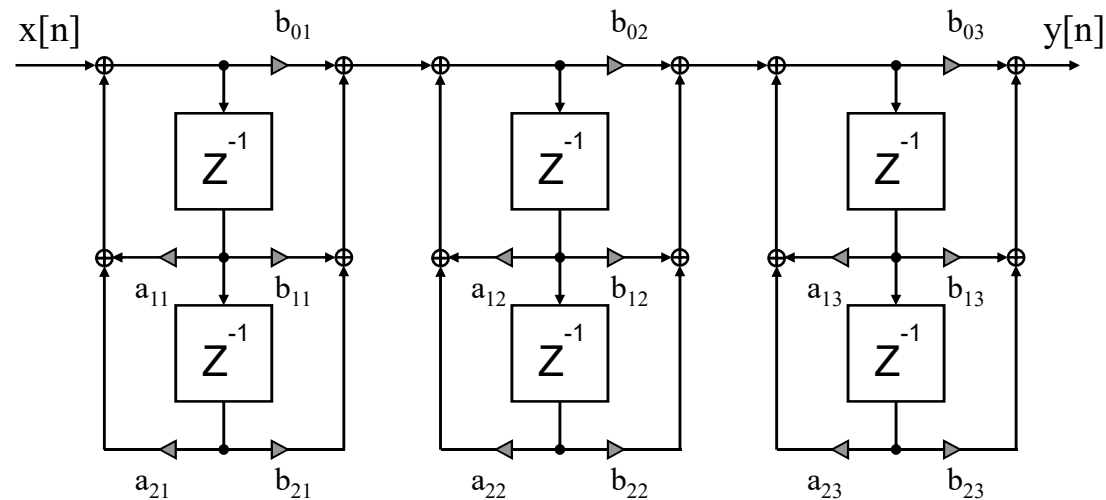 b₀₁ b₀₂ b₀₃
x[n] y[n]
Z⁻¹ Z⁻¹ Z⁻¹
a₁₁ b₁₁ a₁₂ b₁₂ a₁₃ b₁₃
Z⁻¹ Z⁻¹ Z⁻¹
a₂₁ b₂₁ a₂₂ b₂₂ a₂₃ b₂₃